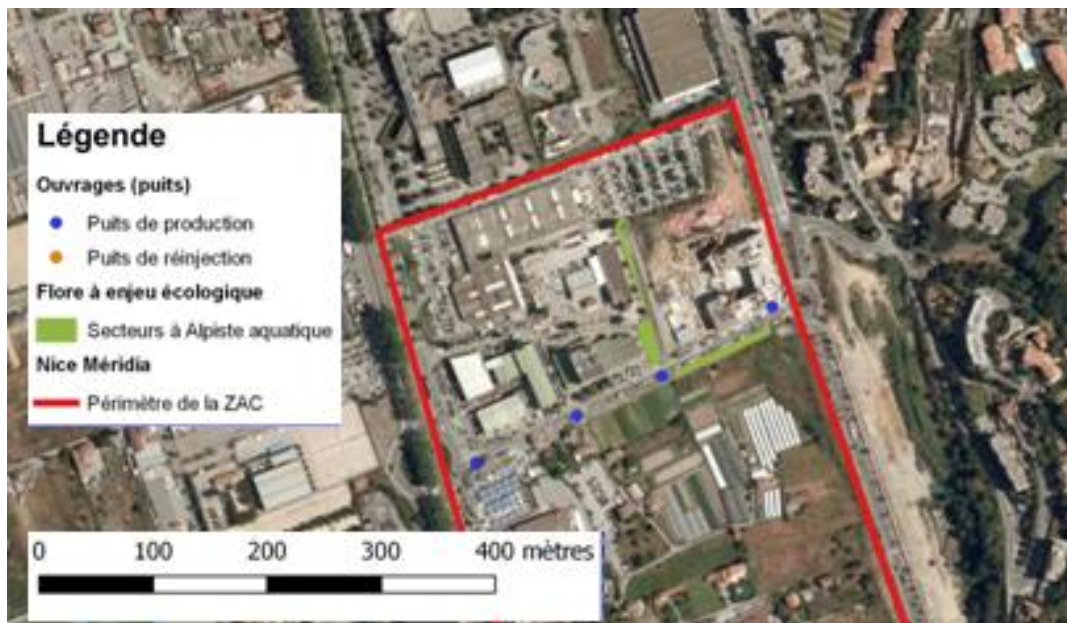 Légende
Ouvrages (puits)
Puits de production
Puits de réinjection
Flore à enjeu écologique
Secteurs à Alpiste aquatique
Nice Méridia
Périmètre de la ZAC
0 100 200 300 400 mètres